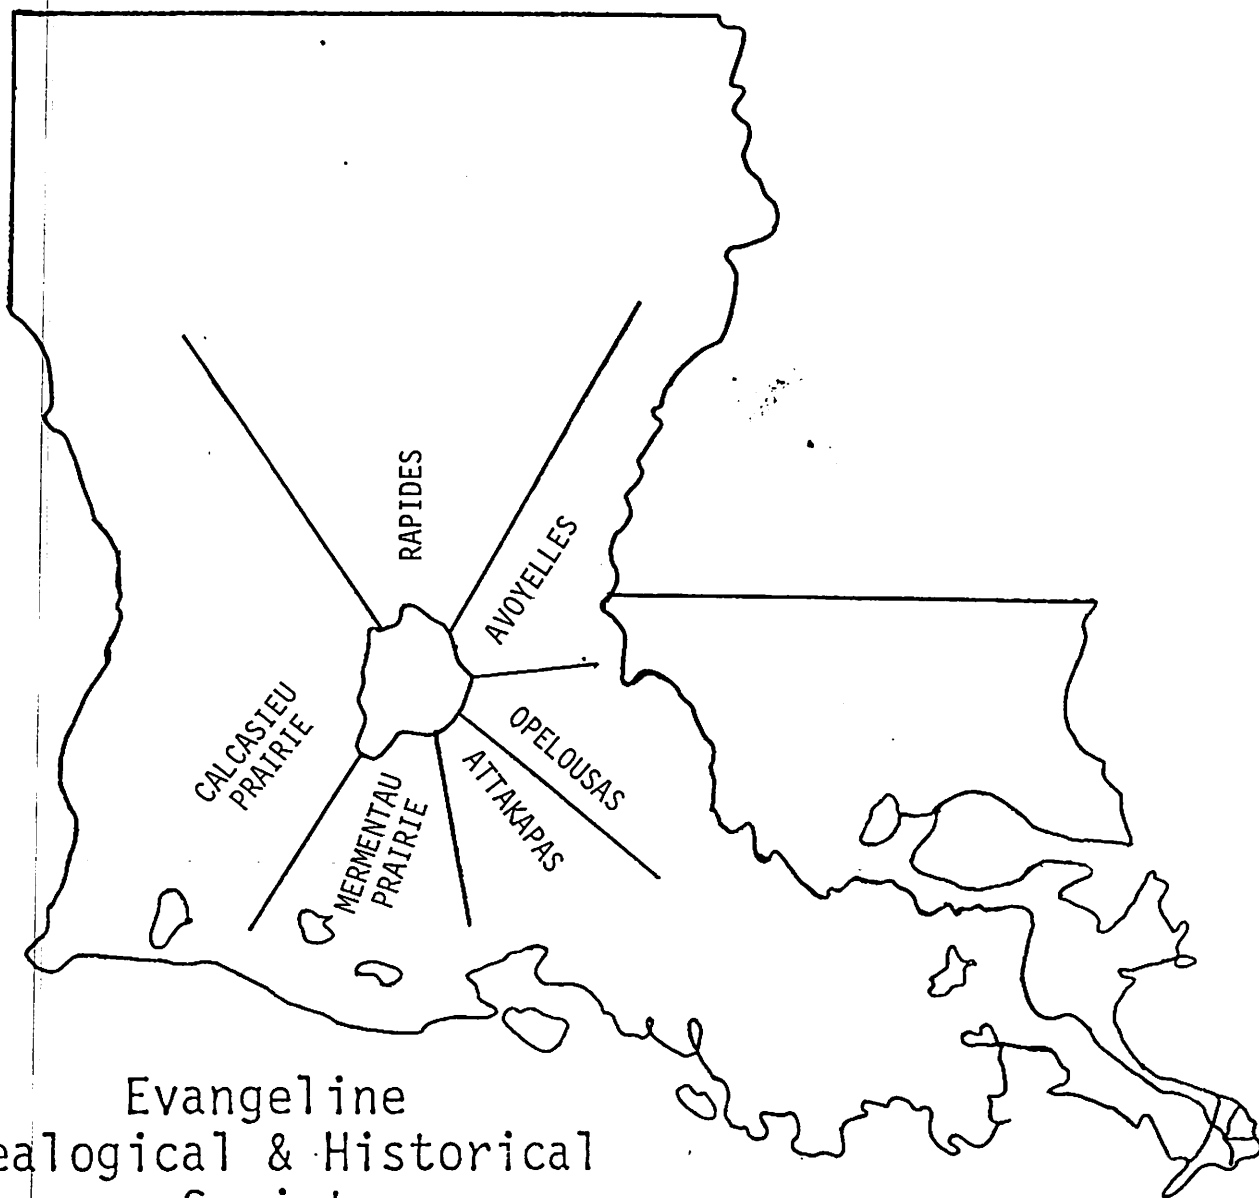 RAPIDES
AVOYELLES
CALCASIEU
PRAIRIE
OPELOUSAS
ATTAKAPAS
MERMENTAU
PRAIRIE
Evangeline
ealogical & Historical